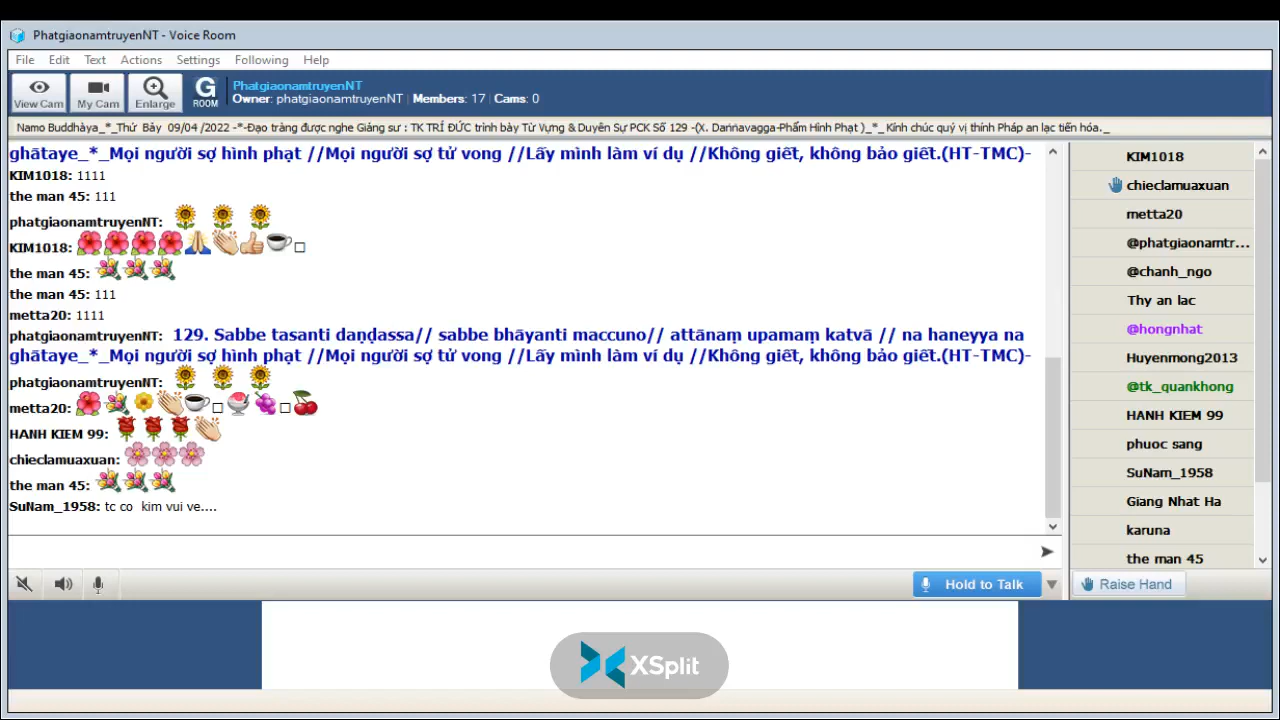 PhatgiaonamtruyenNT - Voice Room
File Edit Text Actions Settings Following Help
View Cam My Cam Enlarge G ROOM
PhatgiaonamtruyenNT
Owner: phatgiaonamtruyenNT | Members: 17 | Cams: 0
Namo Buddhàya_*_Thứ Bảy 09/04 /2022 -*-Đạo tràng được nghe Giảng sư : TK TRÍ ĐỨC trình bày Từ Vựng & Duyên Sự PCK Số 129 -(X. Daṇḍavagga-Phẩm Hình Phạt )_*_Kính chúc quý vị thính Pháp an lạc tiến hóa._
ghātaye_*_Mọi người sợ hình phạt //Mọi người sợ tử vong //Lấy mình làm ví dụ //Không giết, không bảo giết.(HT-TMC)-
KIM1018: 1111
the man 45: 111
phatgiaonamtruyenNT:
KIM1018:
the man 45:
the man 45: 111
metta20: 1111
phatgiaonamtruyenNT: 129. Sabbe tasanti daṇḍassa// sabbe bhāyanti maccuno// attānaṃ upamaṃ katvā // na haneyya na
ghātaye_*_Mọi người sợ hình phạt //Mọi người sợ tử vong //Lấy mình làm ví dụ //Không giết, không bảo giết.(HT-TMC)-
phatgiaonamtruyenNT:
metta20:
HANH KIEM 99:
chieclamuaxuan:
the man 45:
SuNam_1958: tc co kim vui ve....
Hold to Talk
KIM1018
chieclamuaxuan
metta20
@phatgiaonamtr...
@chanh_ngo
Thy an lac
@hongnhat
Huyenmong2013
@tk_quankhong
HANH KIEM 99
phuoc sang
SuNam_1958
Giang Nhat Ha
karuna
the man 45
Raise Hand
XSplit